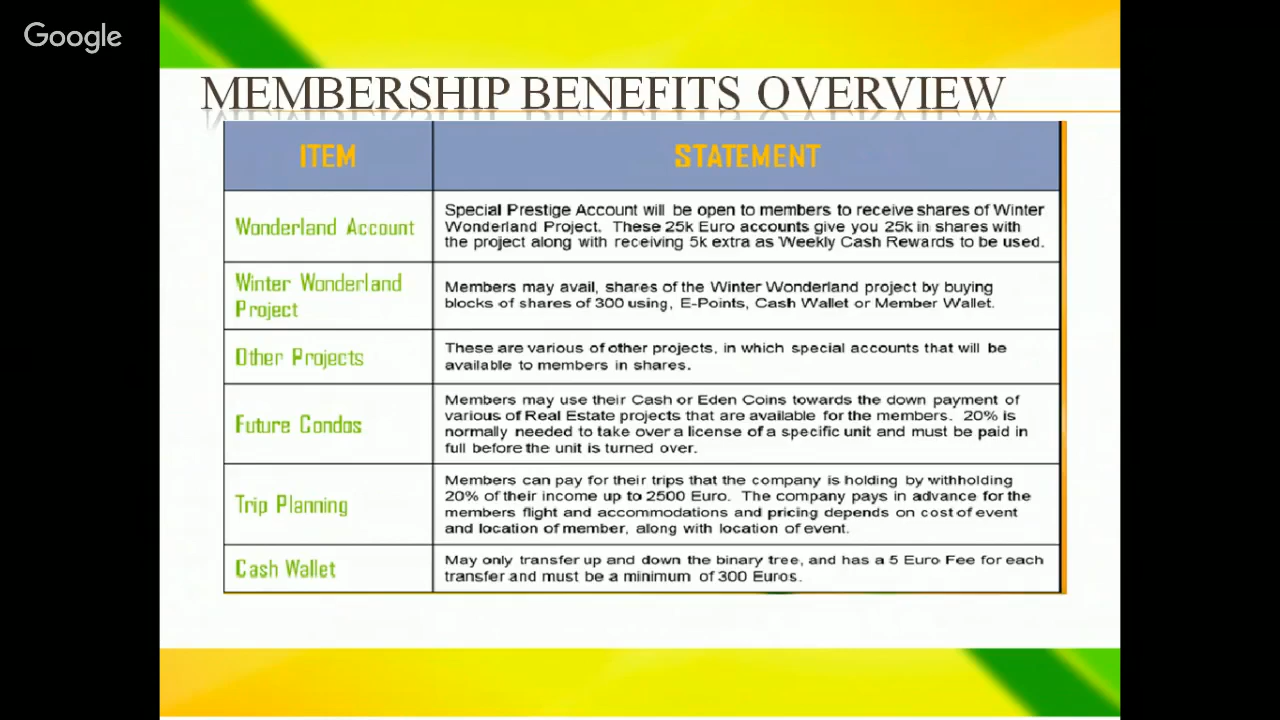 Google
MEMBERSHIP BENEFITS OVERVIEW
ITEM
STATEMENT
Wonderland Account
Special Prestige Account will be open to members to receive shares of Winter
Wonderland Project. These 25k Euro accounts give you 25k in shares with
the project along with receiving 5k extra as Weekly Cash Rewards to be used.
Winter Wonderland
Project
Members may avail, shares of the Winter Wonderland project by buying
blocks of shares of 300 using, E-Points, Cash Wallet or Member Wallet.
Other Projects
These are various of other projects, in which special accounts that will be
available to members in shares.
Future Condos
Members may use their Cash or Eden Coins towards the down payment of
various of Real Estate projects that are available for the members. 20% is
normally needed to take over a license of a specific unit and must be paid in
full before the unit is turned over.
Trip Planning
Members can pay for their trips that the company is holding by withholding
20% of their income up to 2500 Euro. The company pays in advance for the
members flight and accommodations and pricing depends on cost of event
and location of member, along with location of event.
Cash Wallet
May only transfer up and down the binary tree, and has a 5 Euro Fee for each
transfer and must be a minimum of 300 Euros.